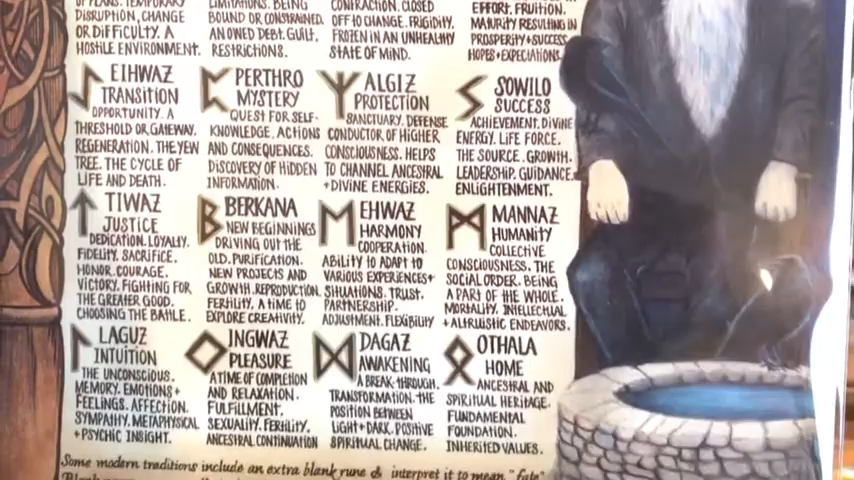 OF PLANS. TEMPORARY
DISRUPTION, CHANGE
OR DIFFICULTY. A
HOSTILE ENVIRONMENT.
LIMITATIONS. BEING
BOUND OR CONSTRAINED.
AN OWED DEBT. GUILT,
RESTRICTIONS.
CONTRACTION, CLOSED
OFF TO CHANGE. FRIGIDITY.
FROZEN IN AN UNHEALTHY
STATE OF MIND.
EFFORT. FRUITION.
MATURITY RESULTING IN
PROSPERITY + SUCCESS.
HOPES + EXPECTATIONS.
EIHWAZ
TRANSITION
OPPORTUNITY. A
THRESHOLD OR GATEWAY.
REGENERATION. THE YEW
TREE. THE CYCLE OF
LIFE AND DEATH.
PERTHRO
MYSTERY
QUEST FOR SELF-
KNOWLEDGE. ACTIONS
AND CONSEQUENCES.
DISCOVERY OF HIDDEN
INFORMATION.
ALGIZ
PROTECTION
SANCTUARY. DEFENSE
CONDUCTOR OF HIGHER
CONSCIOUSNESS. HELPS
TO CHANNEL ANCESTRAL
+ DIVINE ENERGIES.
SOWILO
SUCCESS
ACHIEVEMENT. DIVINE
ENERGY. LIFE FORCE.
THE SOURCE. GROWTH.
LEADERSHIP. GUIDANCE.
ENLIGHTENMENT.
TIWAZ
JUSTICE
DEDICATION. LOYALTY.
FIDELITY. SACRIFICE.
HONOR. COURAGE.
VICTORY. FIGHTING FOR
THE GREATER GOOD.
CHOOSING THE BATTLE.
BERKANA
NEW BEGINNINGS
DRIVING OUT THE
OLD. PURIFICATION.
NEW PROJECTS AND
GROWTH. REPRODUCTION.
FERTILITY. A TIME TO
EXPLORE CREATIVITY.
EHWAZ
HARMONY
COOPERATION.
ABILITY TO ADAPT TO
VARIOUS EXPERIENCES +
SITUATIONS. TRUST.
PARTNERSHIP.
ADJUSTMENT. FLEXIBILITY
MANNAZ
HUMANITY
COLLECTIVE
CONSCIOUSNESS. THE
SOCIAL ORDER. BEING
A PART OF THE WHOLE.
MORTALITY. INTELLECTUAL
+ ALTRUISTIC ENDEAVORS.
LAGUZ
INTUITION
THE UNCONSCIOUS.
MEMORY. EMOTIONS +
FEELINGS. AFFECTION.
SYMPATHY. METAPHYSICAL
+ PSYCHIC INSIGHT.
INGWAZ
PLEASURE
A TIME OF COMPLETION
AND RELAXATION.
FULFILLMENT.
SEXUALITY. FERTILITY.
ANCESTRAL CONTINUATION
DAGAZ
AWAKENING
A BREAK-THROUGH.
TRANSFORMATION. THE
POSITION BETWEEN
LIGHT + DARK. POSITIVE
SPIRITUAL CHANGE.
OTHALA
HOME
ANCESTRAL AND
SPIRITUAL HERITAGE.
FUNDAMENTAL
FOUNDATION.
INHERITED VALUES.
Some modern traditions include an extra blank rune & interpret it to mean "fate"